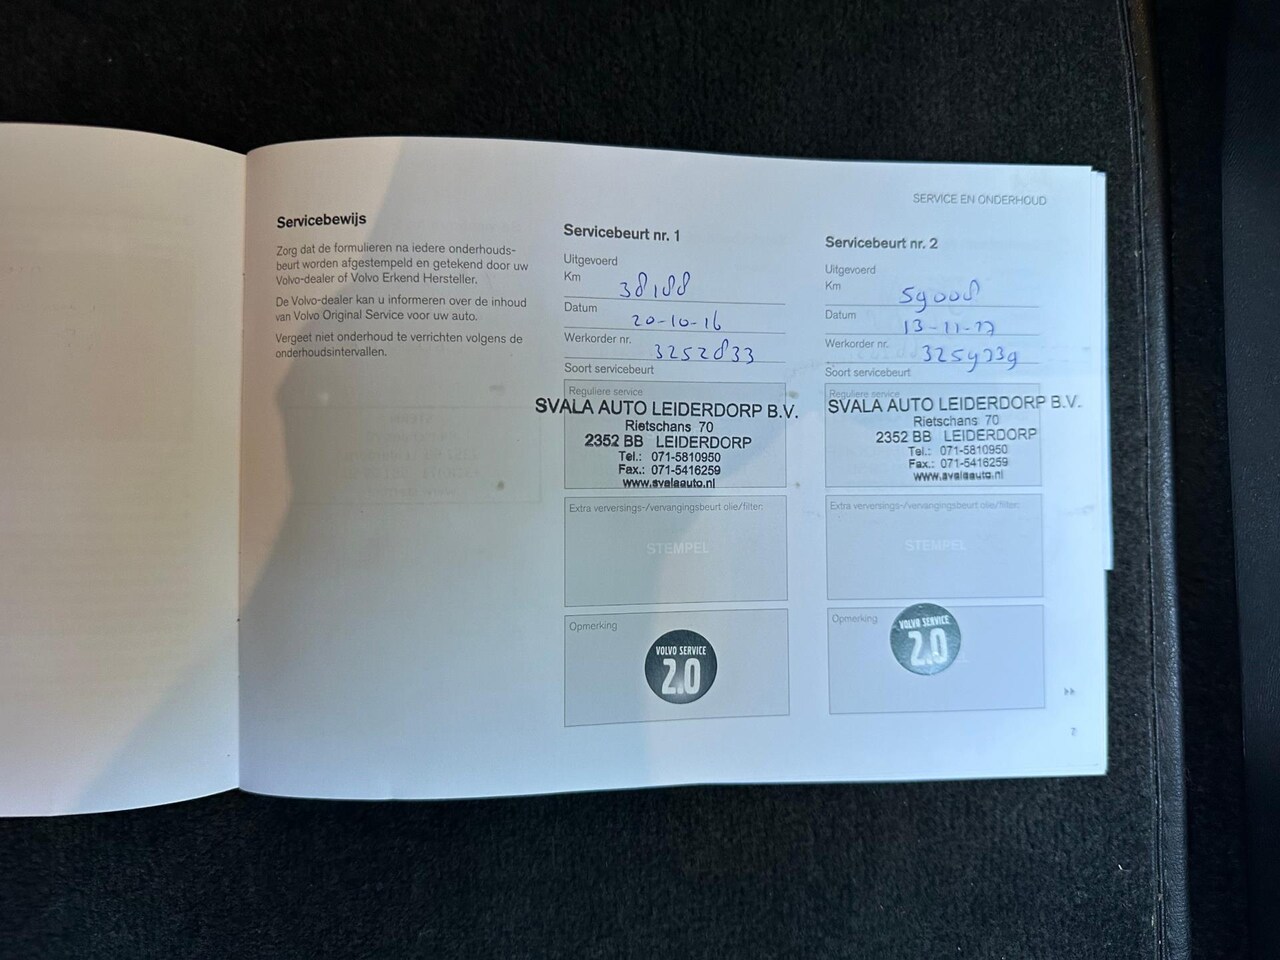 SERVICE EN ONDERHOUD
Servicebewijs
Zorg dat de formulieren na iedere onderhouds-
beurt worden afgestempeld en getekend door uw
Volvo-dealer of Volvo Erkend Hersteller.
De Volvo-dealer kan u informeren over de inhoud
van Volvo Original Service voor uw auto.
Vergeet niet onderhoud te verrichten volgens de
onderhoudsintervallen.
Servicebeurt nr. 1
Uitgevoerd
Km 38188
Datum 20-10-16
Werkorder nr. 3252833
Soort servicebeurt
Reguliere service
SVALA AUTO LEIDERDORP B.V.
Rietschans 70
2352 BB LEIDERDORP
Tel.: 071-5810950
Fax.: 071-5416259
www.svalaauto.nl
Extra verversings-/vervangingsbeurt olie/filter:
STEMPEL
Opmerking
VOLVO SERVICE
2.0
Servicebeurt nr. 2
Uitgevoerd
Km 59008
Datum 13-11-17
Werkorder nr.
Soort servicebeurt
Reguliere service
SVALA AUTO LEIDERDORP B.V.
Rietschans 70
2352 BB LEIDERDORP
Tel.: 071-5810950
Fax.: 071-5416259
www.svalaauto.nl
Extra verversings-/vervangingsbeurt olie/filter:
STEMPEL
Opmerking
VOLVO SERVICE
2.0
7